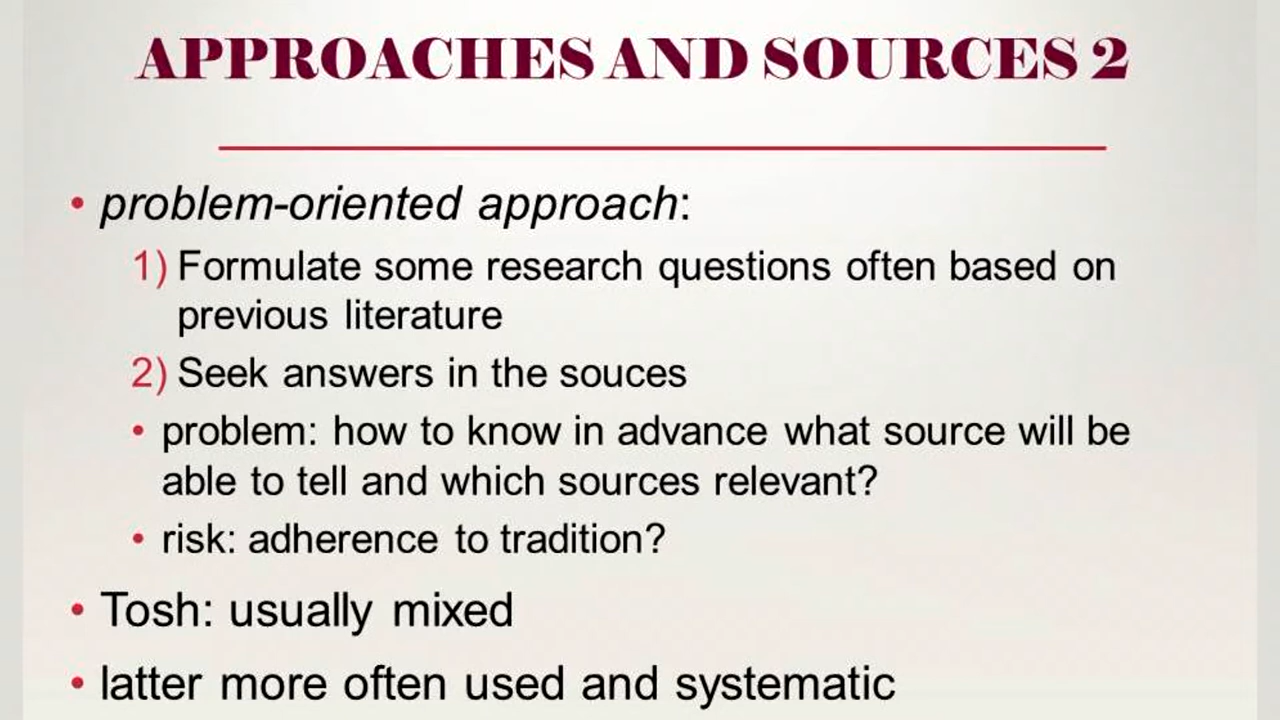 APPROACHES AND SOURCES 2
• problem-oriented approach:
1) Formulate some research questions often based on
previous literature
2) Seek answers in the souces
• problem: how to know in advance what source will be
able to tell and which sources relevant?
• risk: adherence to tradition?
• Tosh: usually mixed
• latter more often used and systematic